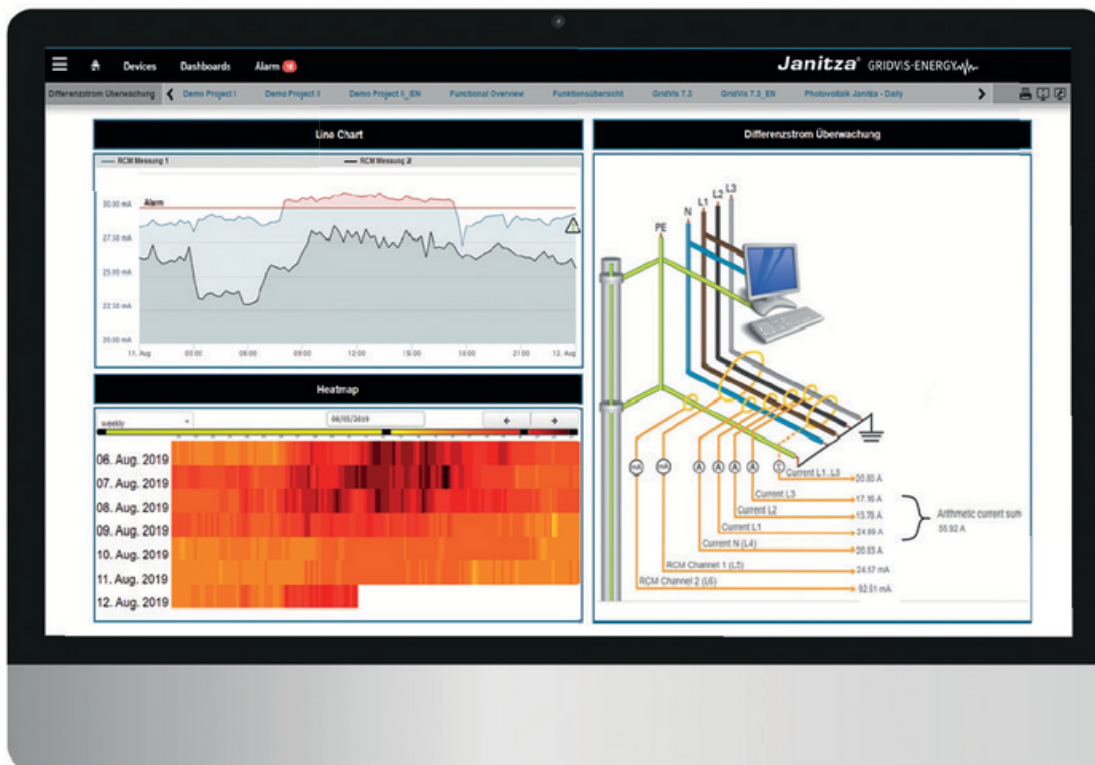 Devices Dashboards Alarm
Janitza® GRIDVIS-ENERGY
Differenzstrom Überwachung Demo Project I Demo Project II Demo Project II_EN Functional Overview Funktionsübersicht GridVis 7.3 GridVis 7.3_EN Photovoltaik Janitza - Daily
Line Chart
RCM Messung 1 RCM Messung 2
30.00 mA
Alarm
27.50 mA
25.00 mA
22.50 mA
20.00 mA
11. Aug 03:00 06:00 09:00 12:00 15:00 18:00 21:00 12. Aug
Heatmap
weekly 08/05/2019
06. Aug. 2019
07. Aug. 2019
08. Aug. 2019
09. Aug. 2019
10. Aug. 2019
11. Aug. 2019
12. Aug. 2019
Differenzstrom Überwachung
PE N L1 L2 L3
mA mA A A A A Σ
Current L1..L3
Current L3 17.16 A
Current L2 13.78 A
Current L1 24.89 A
Arithmetic current sum
55.92 A
Current N (L4) 20.83 A
RCM Channel 1 (L5) 24.57 mA
RCM Channel 2 (L6)